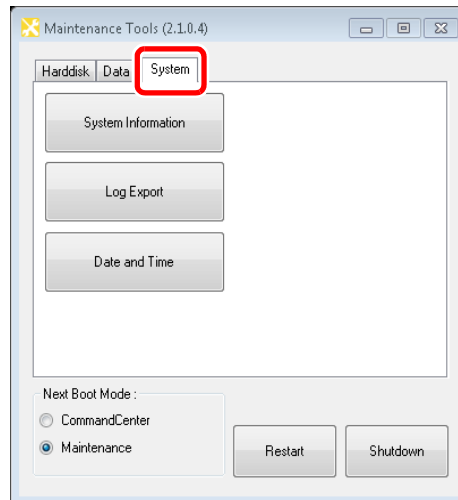 Maintenance Tools (2.1.0.4)
Harddisk Data System
System Information
Log Export
Date and Time
Next Boot Mode :
CommandCenter
Maintenance
Restart Shutdown